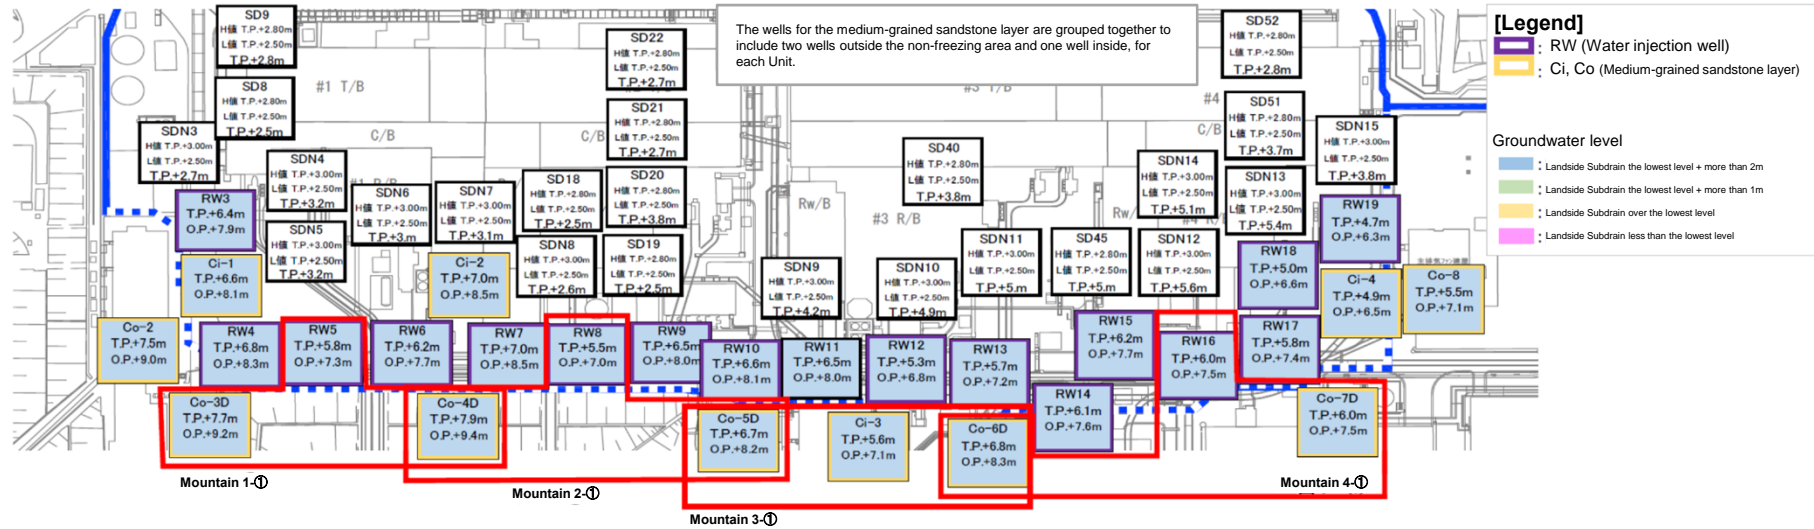 The wells for the medium-grained sandstone layer are grouped together to
include two wells outside the non-freezing area and one well inside, for
each Unit.
[Legend]
: RW (Water injection well)
: Ci, Co (Medium-grained sandstone layer)
Groundwater level
: Landside Subdrain the lowest level + more than 2m
: Landside Subdrain the lowest level + more than 1m
: Landside Subdrain over the lowest level
: Landside Subdrain less than the lowest level
SD9
H値 T.P.+2.80m
L値 T.P.+2.50m
T.P.+2.8m
SD8
H値 T.P.+2.80m
L値 T.P.+2.50m
T.P.+2.5m
SDN3
H値 T.P.+3.00m
L値 T.P.+2.50m
T.P.+2.7m
SDN4
H値 T.P.+3.00m
L値 T.P.+2.50m
T.P.+3.2m
SDN5
H値 T.P.+3.00m
L値 T.P.+2.50m
T.P.+3.2m
SDN6
H値 T.P.+3.00m
L値 T.P.+2.50m
T.P.+3.m
SDN7
H値 T.P.+3.00m
L値 T.P.+2.50m
T.P.+3.1m
SD18
H値 T.P.+2.80m
L値 T.P.+2.50m
T.P.+2.5m
SDN8
H値 T.P.+3.00m
L値 T.P.+2.50m
T.P.+2.6m
SD22
H値 T.P.+2.80m
L値 T.P.+2.50m
T.P.+2.7m
SD21
H値 T.P.+2.80m
L値 T.P.+2.50m
T.P.+2.7m
SD20
H値 T.P.+2.80m
L値 T.P.+2.50m
T.P.+3.8m
SD19
H値 T.P.+2.80m
L値 T.P.+2.50m
T.P.+2.5m
SDN9
H値 T.P.+3.00m
L値 T.P.+2.50m
T.P.+4.2m
SD40
H値 T.P.+2.80m
L値 T.P.+2.50m
T.P.+3.8m
SDN10
H値 T.P.+3.00m
L値 T.P.+2.50m
T.P.+4.9m
SDN11
H値 T.P.+3.00m
L値 T.P.+2.50m
T.P.+5.m
SD45
H値 T.P.+2.80m
L値 T.P.+2.50m
T.P.+5.m
SDN14
H値 T.P.+3.00m
L値 T.P.+2.50m
T.P.+5.1m
SDN12
H値 T.P.+3.00m
L値 T.P.+2.50m
T.P.+5.6m
SD52
H値 T.P.+2.80m
L値 T.P.+2.50m
T.P.+2.8m
SD51
H値 T.P.+2.80m
L値 T.P.+2.50m
T.P.+3.7m
SDN13
H値 T.P.+3.00m
L値 T.P.+2.50m
T.P.+5.4m
SDN15
H値 T.P.+3.00m
L値 T.P.+2.50m
T.P.+3.8m
#1 T/B
C/B
C/B
Rw/B
#3 R/B
#4
C/B
RW3
T.P.+6.4m
O.P.+7.9m
Ci-1
T.P.+6.6m
O.P.+8.1m
Ci-2
T.P.+7.0m
O.P.+8.5m
Co-2
T.P.+7.5m
O.P.+9.0m
RW4
T.P.+6.8m
O.P.+8.3m
RW5
T.P.+5.8m
O.P.+7.3m
RW6
T.P.+6.2m
O.P.+7.7m
RW7
T.P.+7.0m
O.P.+8.5m
RW8
T.P.+5.5m
O.P.+7.0m
RW9
T.P.+6.5m
O.P.+8.0m
RW10
T.P.+6.6m
O.P.+8.1m
RW11
T.P.+6.5m
O.P.+8.0m
RW12
T.P.+5.3m
O.P.+6.8m
RW13
T.P.+5.7m
O.P.+7.2m
RW14
T.P.+6.1m
O.P.+7.6m
RW15
T.P.+6.2m
O.P.+7.7m
RW16
T.P.+6.0m
O.P.+7.5m
RW17
T.P.+5.8m
O.P.+7.4m
RW18
T.P.+5.0m
O.P.+6.6m
RW19
T.P.+4.7m
O.P.+6.3m
Ci-4
T.P.+4.9m
O.P.+6.5m
Co-8
T.P.+5.5m
O.P.+7.1m
Co-3D
T.P.+7.7m
O.P.+9.2m
Co-4D
T.P.+7.9m
O.P.+9.4m
Co-5D
T.P.+6.7m
O.P.+8.2m
Ci-3
T.P.+5.6m
O.P.+7.1m
Co-6D
T.P.+6.8m
O.P.+8.3m
Co-7D
T.P.+6.0m
O.P.+7.5m
Mountain 1-①
Mountain 2-①
Mountain 3-①
Mountain 4-①